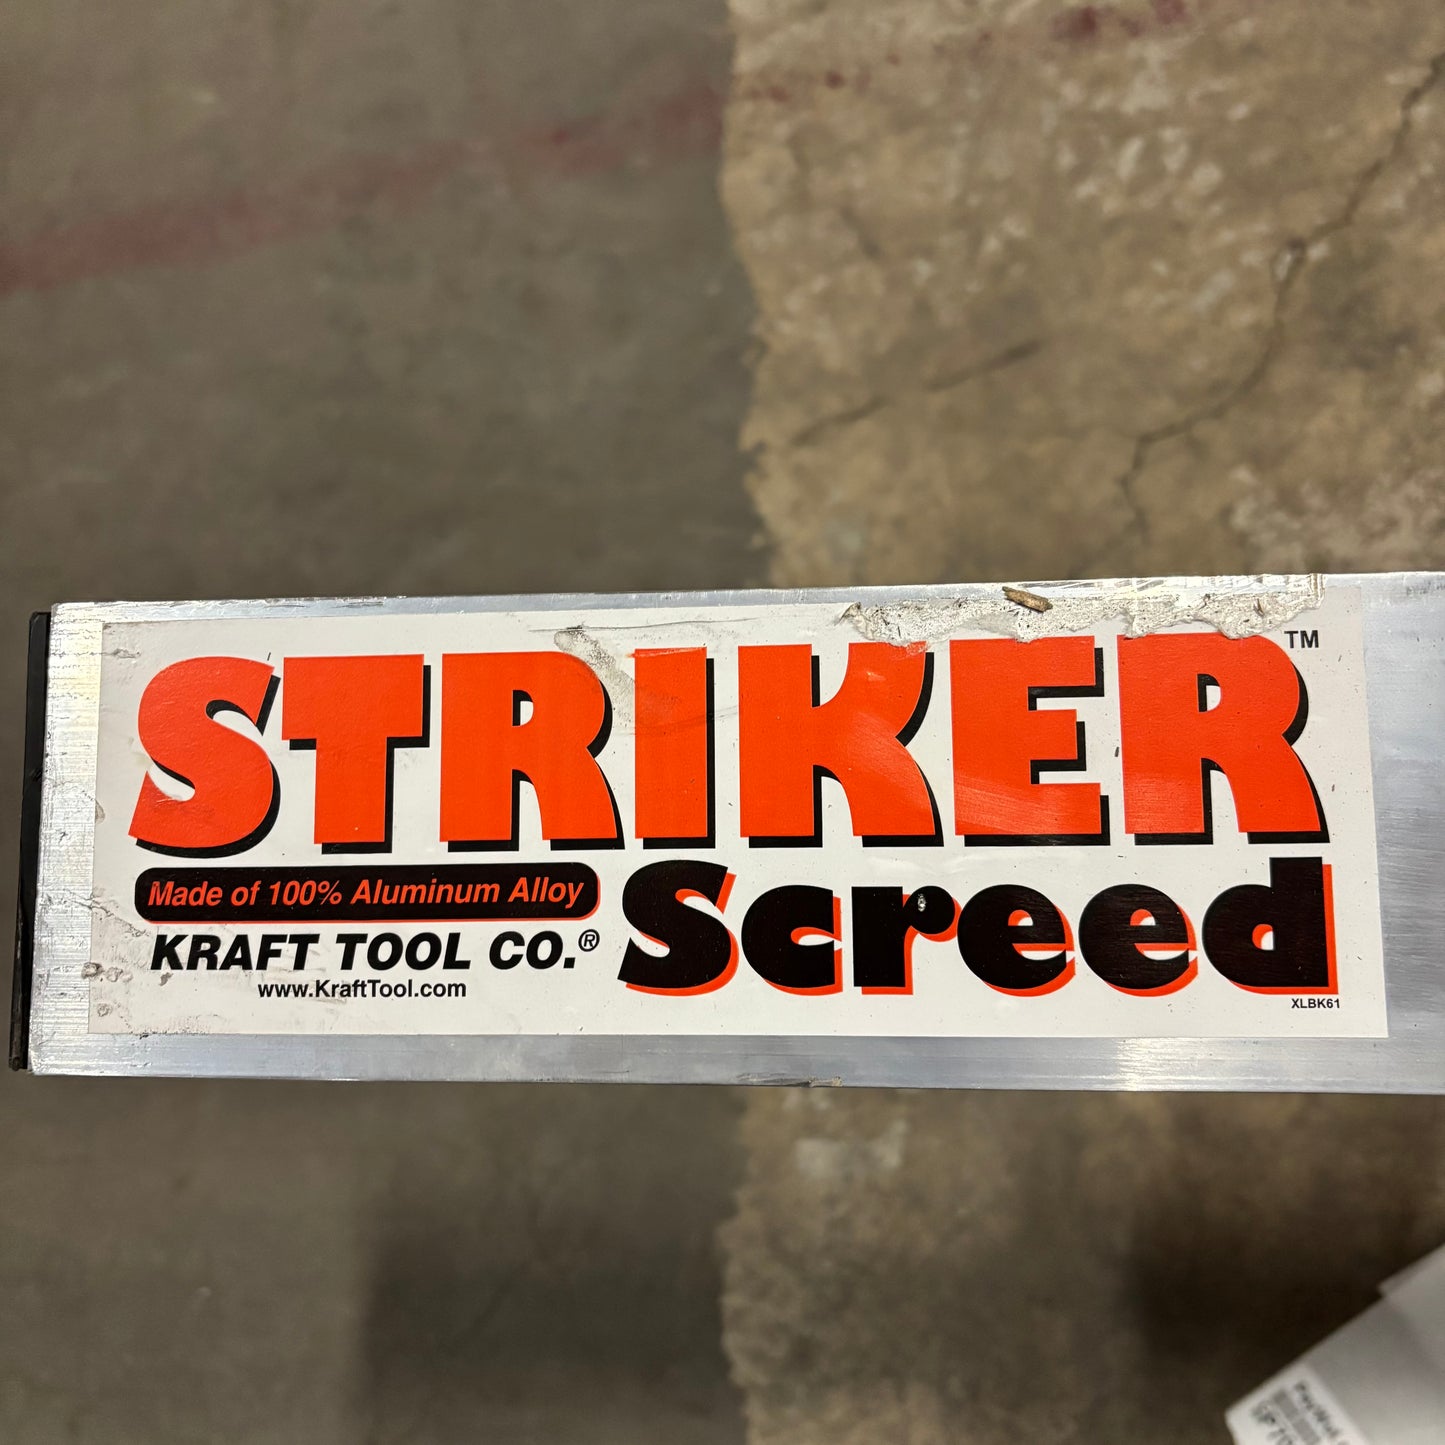 STRIKER™
Made of 100% Aluminum Alloy
Screed
KRAFT TOOL CO.®
www.KraftTool.com
XLBK61